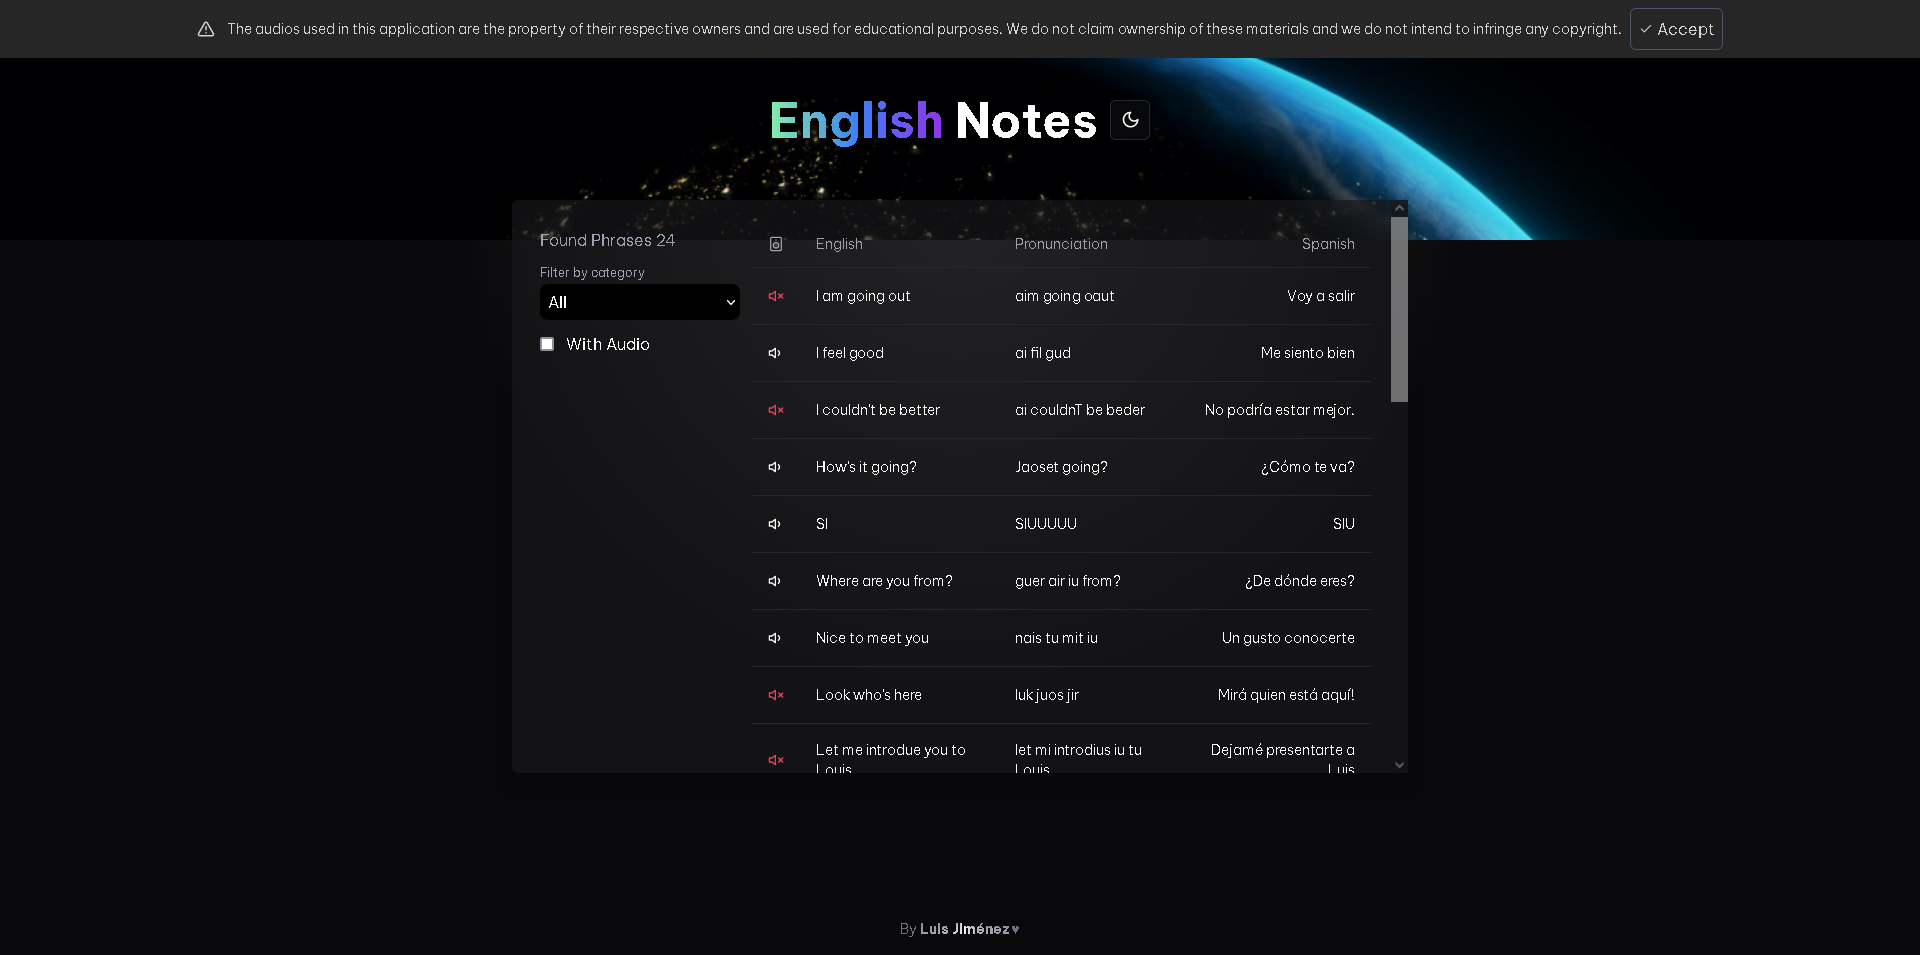 The audios used in this application are the property of their respective owners and are used for educational purposes. We do not claim ownership of these materials and we do not intend to infringe any copyright. Accept
English Notes
Found Phrases 24
Filter by category
All
With Audio
English Pronunciation Spanish
I am going out aim going oaut Voy a salir
I feel good ai fil gud Me siento bien
I couldn't be better ai couldnT be beder No podría estar mejor.
How's it going? Jaoset going? ¿Cómo te va?
SI SIUUUUU SIU
Where are you from? guer air iu from? ¿De dónde eres?
Nice to meet you nais tu mit iu Un gusto conocerte
Look who's here luk juos jir Mirá quien está aquí!
Let me introdue you to let mi introdius iu tu Dejamé presentarte a
Louis Louis Luis
By Luis Jiménez♥